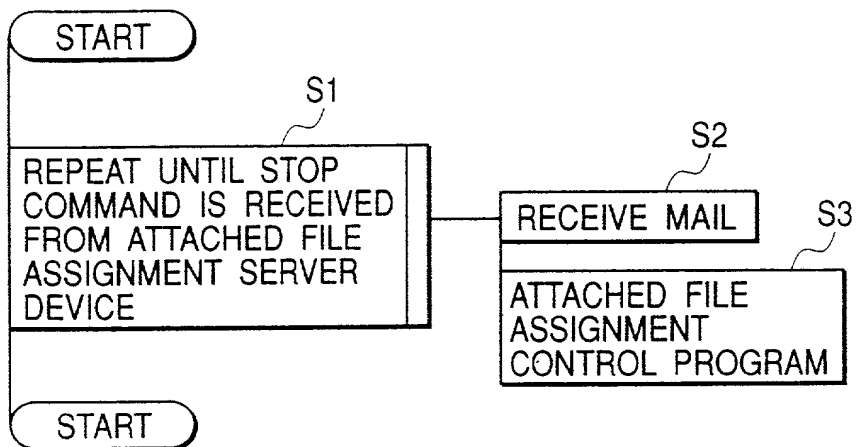 START
S1
REPEAT UNTIL STOP
COMMAND IS RECEIVED
FROM ATTACHED FILE
ASSIGNMENT SERVER
DEVICE
S2
RECEIVE MAIL
S3
ATTACHED FILE
ASSIGNMENT
CONTROL PROGRAM
START